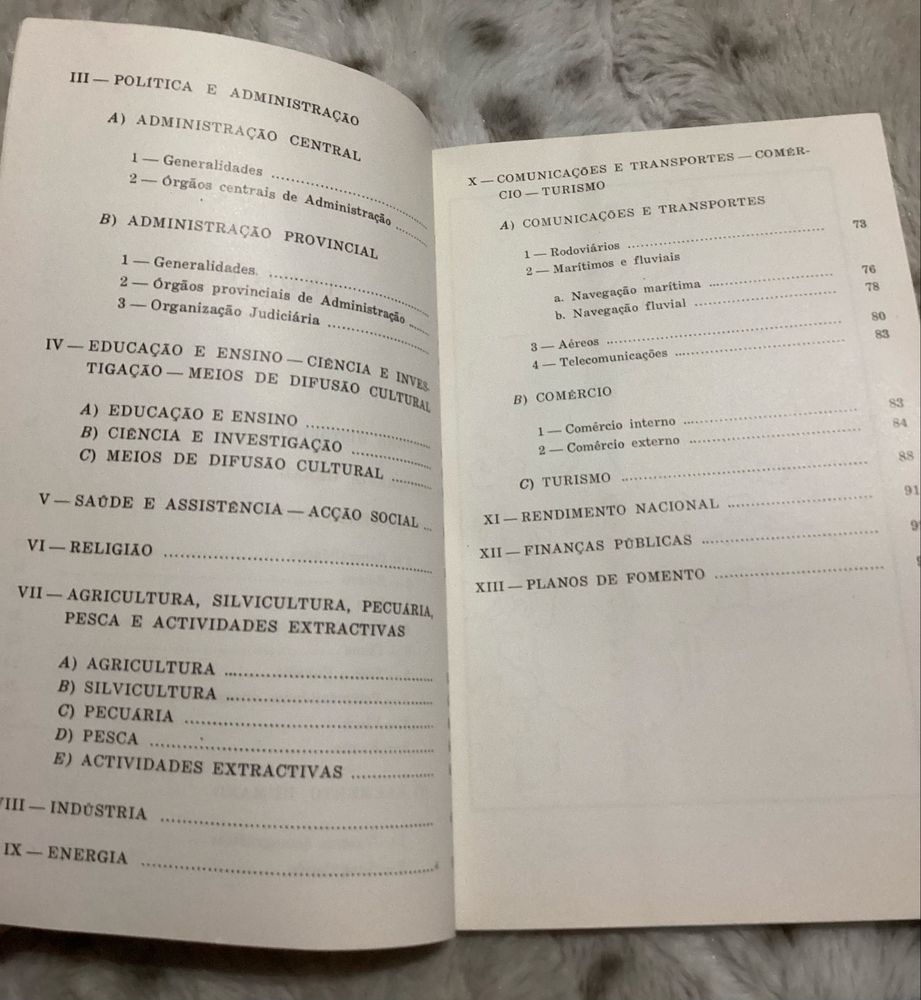 III — POLÍTICA E ADMINISTRAÇÃO
A) ADMINISTRAÇÃO CENTRAL
1 — Generalidades ........................................
2 — Órgãos centrais de Administração .........
B) ADMINISTRAÇÃO PROVINCIAL
1 — Generalidades. ........................................
2 — Órgãos provinciais de Administração ......
3 — Organização Judiciária ..........................
IV — EDUCAÇÃO E ENSINO — CIÊNCIA E INVES-
TIGAÇÃO — MEIOS DE DIFUSÃO CULTURAL
A) EDUCAÇÃO E ENSINO ..............................
B) CIÊNCIA E INVESTIGAÇÃO ....................
C) MEIOS DE DIFUSÃO CULTURAL ..........
V — SAÚDE E ASSISTÊNCIA — ACÇÃO SOCIAL ...
VI — RELIGIÃO ..................................................
VII — AGRICULTURA, SILVICULTURA, PECUÁRIA,
PESCA E ACTIVIDADES EXTRACTIVAS
A) AGRICULTURA ........................................
B) SILVICULTURA ........................................
C) PECUÁRIA ................................................
D) PESCA ......................................................
E) ACTIVIDADES EXTRACTIVAS ....................
VIII — INDÚSTRIA ..................................................
IX — ENERGIA ......................................................
X — COMUNICAÇÕES E TRANSPORTES — COMÉR-
CIO — TURISMO
A) COMUNICAÇÕES E TRANSPORTES
1 — Rodoviários ........................................ 73
2 — Marítimos e fluviais
a. Navegação marítima ........................ 76
b. Navegação fluvial ............................ 78
3 — Aéreos ................................................ 80
4 — Telecomunicações ................................ 83
B) COMÉRCIO
1 — Comércio interno ................................ 83
2 — Comércio externo ................................ 84
C) TURISMO .................................................. 88
XI — RENDIMENTO NACIONAL ........................ 91
XII — FINANÇAS PÚBLICAS ..............................
XIII — PLANOS DE FOMENTO ............................